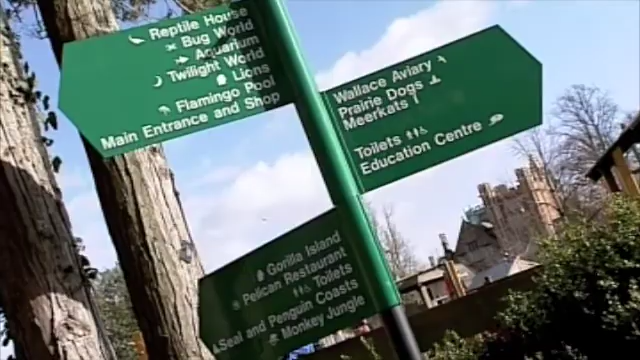 Reptile House
Bug World
Aquarium
Twilight World
Lions
Flamingo Pool
Main Entrance and Shop
Wallace Aviary
Prairie Dogs
Meerkats
Toilets
Education Centre
Gorilla Island
Pelican Restaurant
Toilets
Seal and Penguin Coasts
Monkey Jungle